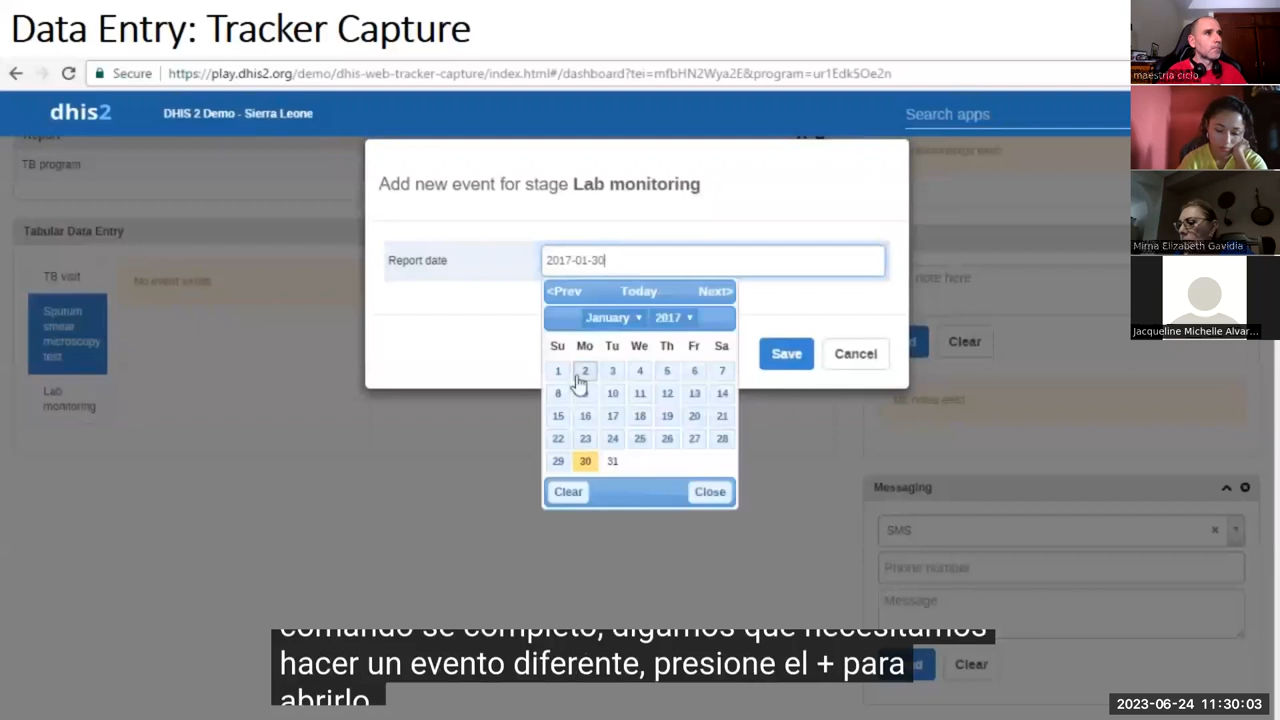 Data Entry: Tracker Capture
maestria ciclo
Secure
https://play.dhis2.org/demo/dhis-web-tracker-capture/index.html#/dashboard?tei=mfbHN2Wya2E&program=ur1Edk5Oe2n
dhis2
DHIS 2 Demo - Sierra Leone
Search apps
TB program
Add new event for stage Lab monitoring
Tabular Data Entry
Mirna Elizabeth Gavidia
TB visit
No event exists
Report date
2017-01-30
note here
<Prev Today Next>
January 2017
Sputum smear microscopy test
Jacqueline Michelle Alvar...
Clear
Su Mo Tu We Th Fr Sa
Save
Cancel
1 2 3 4 5 6 7
8 10 11 12 13 14
Lab monitoring
15 16 17 18 19 20 21
22 23 24 25 26 27 28
29 30 31
Clear
Close
Messaging
SMS
Phone number
Message
Clear
comando se completo, digamos que necesitamos
hacer un evento diferente, presione el + para
abrirlo
2023-06-24 11:30:03